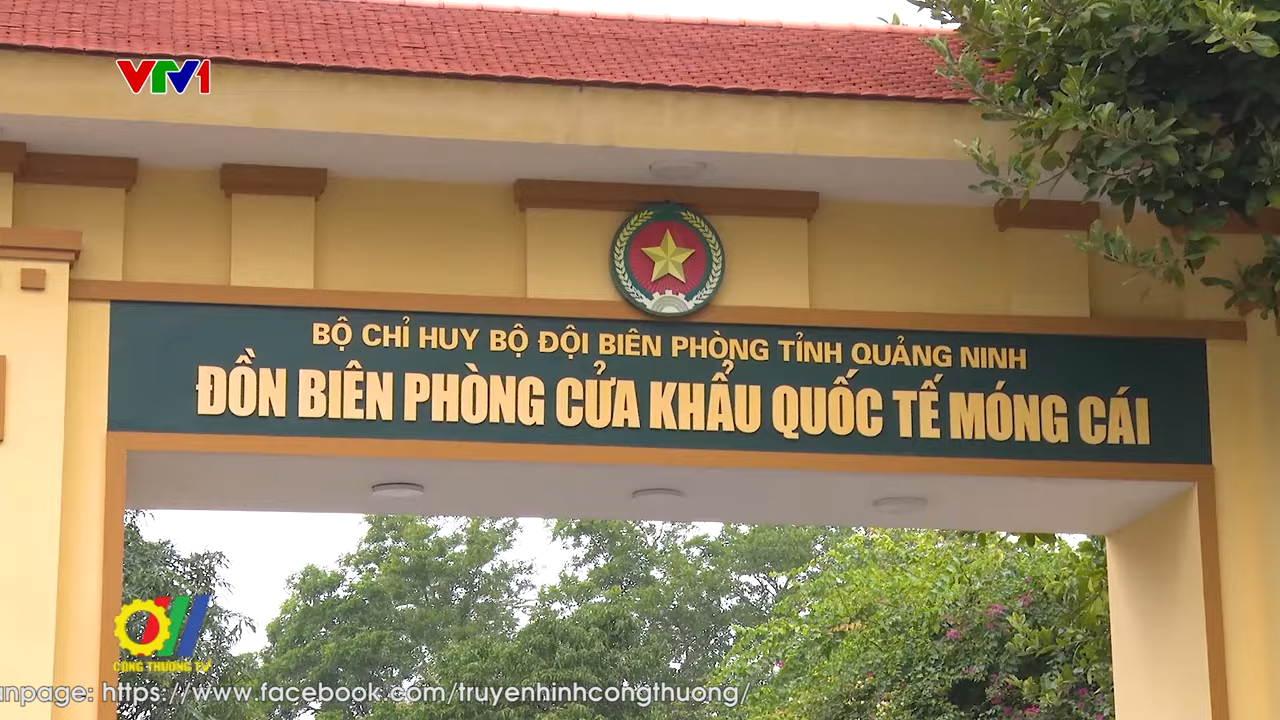 VTV1
BỘ CHỈ HUY BỘ ĐỘI BIÊN PHÒNG TỈNH QUẢNG NINH
ĐỒN BIÊN PHÒNG CỬA KHẨU QUỐC TẾ MÓNG CÁI
CÔNG THƯƠNG TV
anpage: https://www.facebook.com/truyenhinhcongthuong/